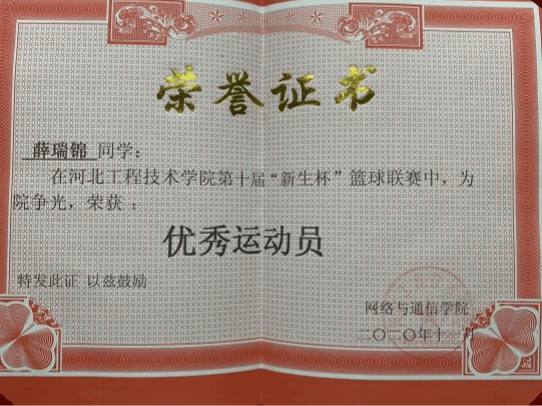 荣誉证书
薛瑞锦 同学：
在河北工程技术学院第十届“新生杯”篮球联赛中，为
院争光，荣获：
优秀运动员
特发此证 以兹鼓励
网络与通信学院
二〇二〇年十一月